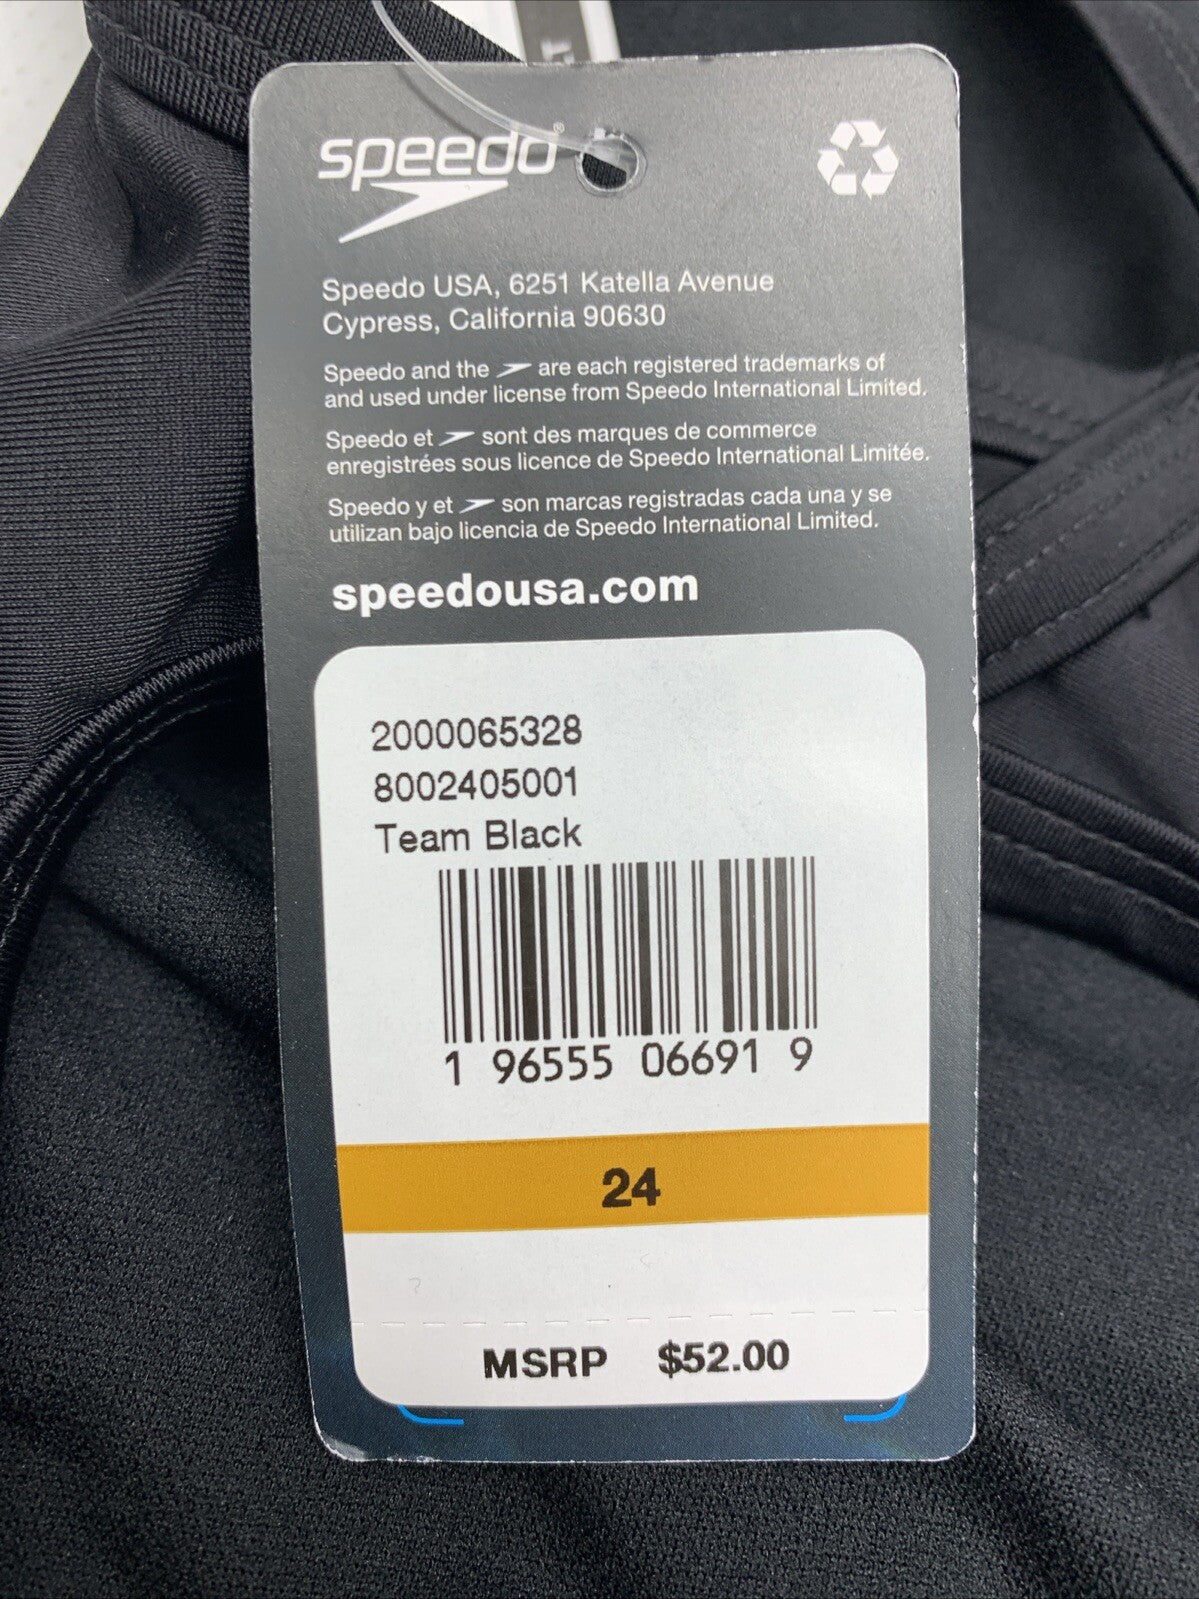 speedo®
Speedo USA, 6251 Katella Avenue
Cypress, California 90630
Speedo and the are each registered trademarks of
and used under license from Speedo International Limited.
Speedo et sont des marques de commerce
enregistrées sous licence de Speedo International Limitée.
Speedo y et son marcas registradas cada una y se
utilizan bajo licencia de Speedo International Limited.
speedousa.com
2000065328
8002405001
Team Black
1 96555 06691 9
24
MSRP $52.00